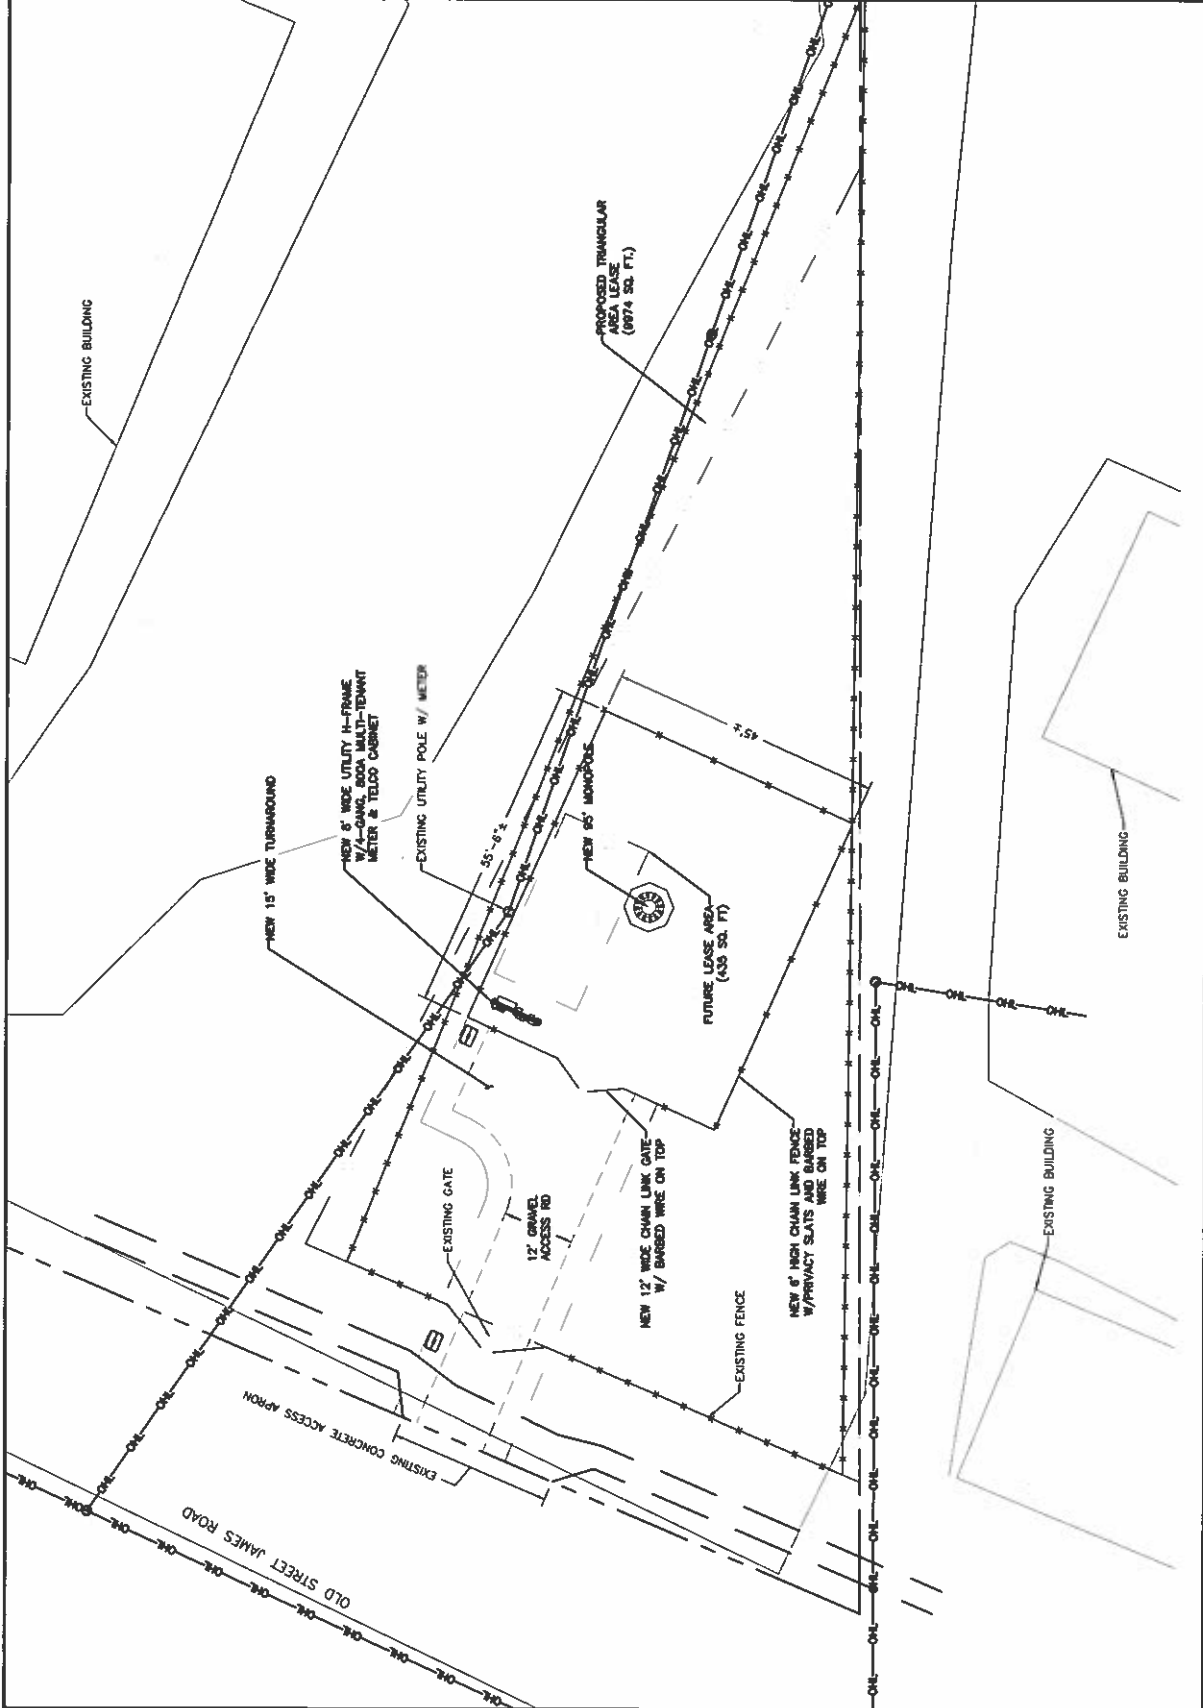 EXISTING BUILDING
PROPOSED TRIANGULAR
AREA LEASE
(9974 SQ. FT.)
NEW 15' WIDE TURNAROUND
NEW 8' WIDE UTILITY H-FRAME
W/4-GANG, 800A MULTI-TENANT
METER & TELCO CABINET
EXISTING UTILITY POLE W/ METER
55'-6"±
45'±
NEW 95' MONOPOLE
FUTURE LEASE AREA
(435 SQ. FT)
EXISTING GATE
12' GRAVEL
ACCESS RD
NEW 12' WIDE CHAIN LINK GATE
W/ BARBED WIRE ON TOP
NEW 6' HIGH CHAIN LINK FENCE
W/PRIVACY SLATS AND BARBED
WIRE ON TOP
EXISTING FENCE
EXISTING CONCRETE ACCESS APRON
OLD STREET JAMES ROAD
EXISTING BUILDING
EXISTING BUILDING
OHL